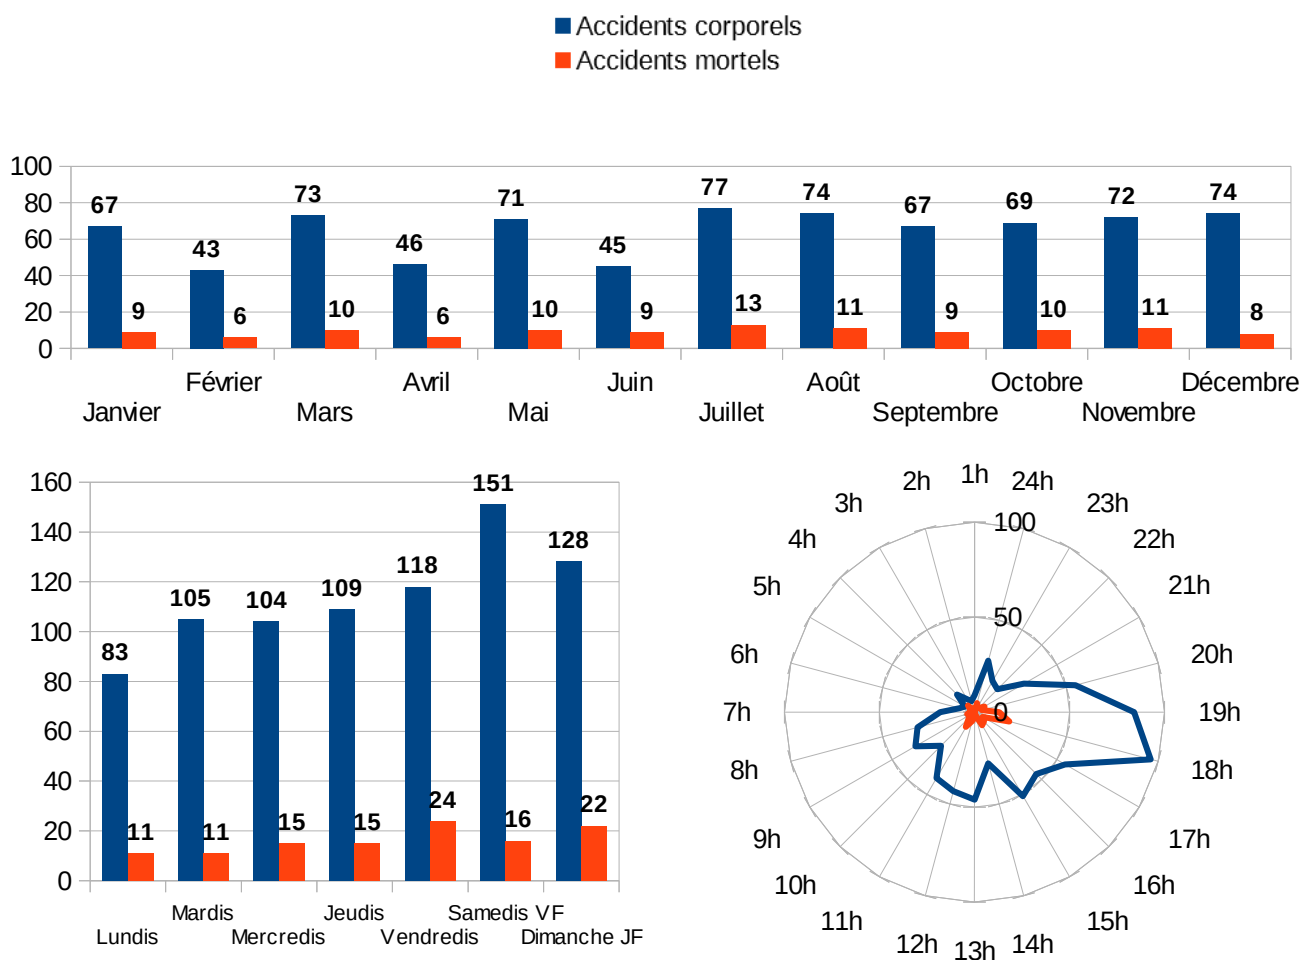 Accidents corporels
Accidents mortels
100
80
60
40
20
0
67 43 73 46 71 45 77 74 67 69 72 74
9 6 10 6 10 9 13 11 9 10 11 8
Février Avril Juin Août Octobre Décembre
Janvier Mars Mai Juillet Septembre Novembre
160
140
120
100
80
60
40
20
0
83 105 104 109 118 151 128
11 11 15 15 24 16 22
Mardis Jeudis Samedis VF
Lundis Mercredis Vendredis Dimanche JF
1h
2h
3h
4h
5h
6h
7h
8h
9h
10h
11h
12h
13h
14h
15h
16h
17h
18h
19h
20h
21h
22h
23h
24h
100
50
0